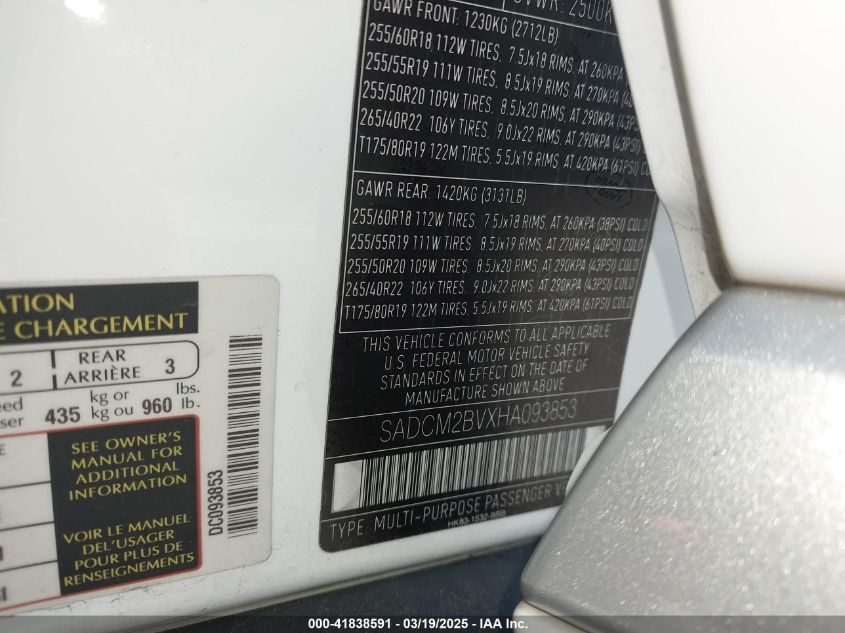 GVWR: 2500K
GAWR FRONT: 1230KG (2712LB)
255/60R18 112W TIRES, 7.5Jx18 RIMS, AT 260KPA
255/55R19 111W TIRES, 8.5Jx19 RIMS, AT 270KPA (40
255/50R20 109W TIRES, 8.5Jx20 RIMS, AT 290KPA (43PS
265/40R22 106Y TIRES, 9.0Jx22 RIMS, AT 290KPA (43PSI)
T175/80R19 122M TIRES, 5.5Jx19 RIMS, AT 420KPA (61PSI) CO
GAWR REAR: 1420KG (3131LB)
255/60R18 112W TIRES, 7.5Jx18 RIMS, AT 260KPA (38PSI) COLD
255/55R19 111W TIRES, 8.5Jx19 RIMS, AT 270KPA (40PSI) COLD
255/50R20 109W TIRES, 8.5Jx20 RIMS, AT 290KPA (43PSI) COLD
265/40R22 106Y TIRES, 9.0Jx22 RIMS, AT 290KPA (43PSI) COLD
T175/80R19 122M TIRES, 5.5Jx19 RIMS, AT 420KPA (61PSI) COLD
THIS VEHICLE CONFORMS TO ALL APPLICABLE
U.S. FEDERAL MOTOR VEHICLE SAFETY
STANDARDS IN EFFECT ON THE DATE OF
MANUFACTURE SHOWN ABOVE
SADCM2BVXHA093853
TYPE: MULTI-PURPOSE PASSENGER V
HK83-1532-BBB
ATION
E CHARGEMENT
2 REAR ARRIÈRE 3
435 kg or kg ou 960 lbs. lb.
SEE OWNER'S
MANUAL FOR
ADDITIONAL
INFORMATION
VOIR LE MANUEL
DEL'USAGER
POUR PLUS DE
RENSEIGNEMENTS
DC093853
000-41838591 / 03/19/2025 - IAA Inc.